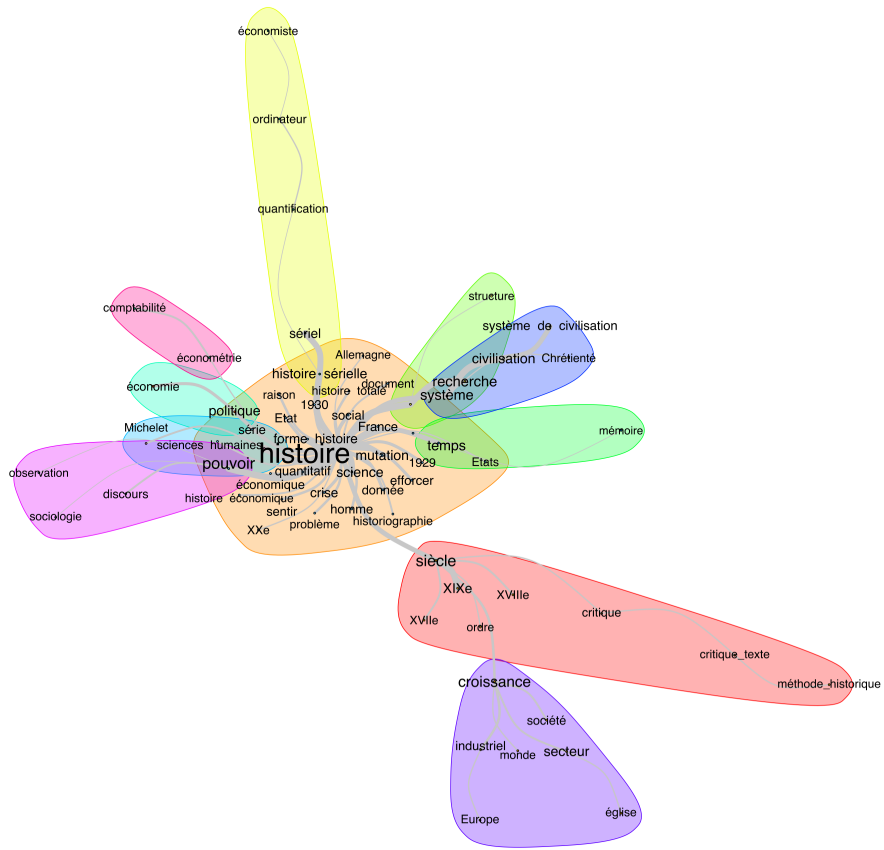 économiste
ordinateur
quantification
structure
comptabilité
système de civilisation
sériel
Allemagne
économétrie
civilisation
Chrétienté
histoire sérielle
recherche
document
économie
raison
histoire totale
système
1930
politique
social
Etat
Michelet
série
France
mémoire
forme
histoire
sciences humaines
temps
histoire
mutation
pouvoir
1929
Etats
observation
quantitatif
science
économique
efforcer
discours
crise
donnée
histoire économique
homme
sentir
sociologie
problème
historiographie
XXe
siècle
XIXe
XVIIIe
critique
XVIIe
ordre
critique_texte
croissance
méthode_historique
société
industriel
monde
secteur
Europe
église